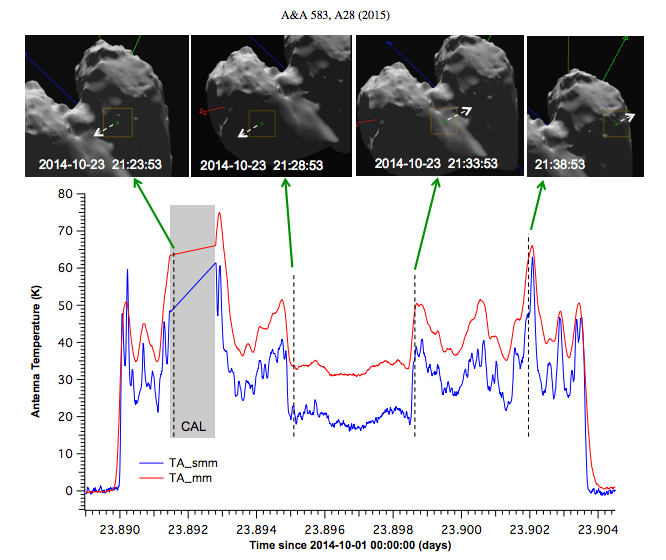 A&A 583, A28 (2015)
2014-10-23 21:23:53
2014-10-23 21:28:53
2014-10-23 21:33:53
21:38:53
80
70
60
50
40
30
20
10
0
Antenna Temperature (K)
CAL
TA_smm
TA_mm
23.890 23.892 23.894 23.896 23.898 23.900 23.902 23.904
Time since 2014-10-01 00:00:00 (days)